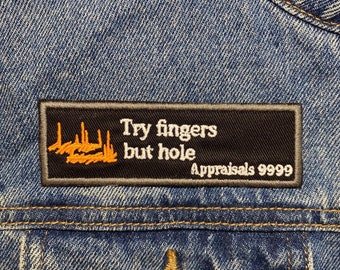 Try fingers
but hole
Appraisals 9999